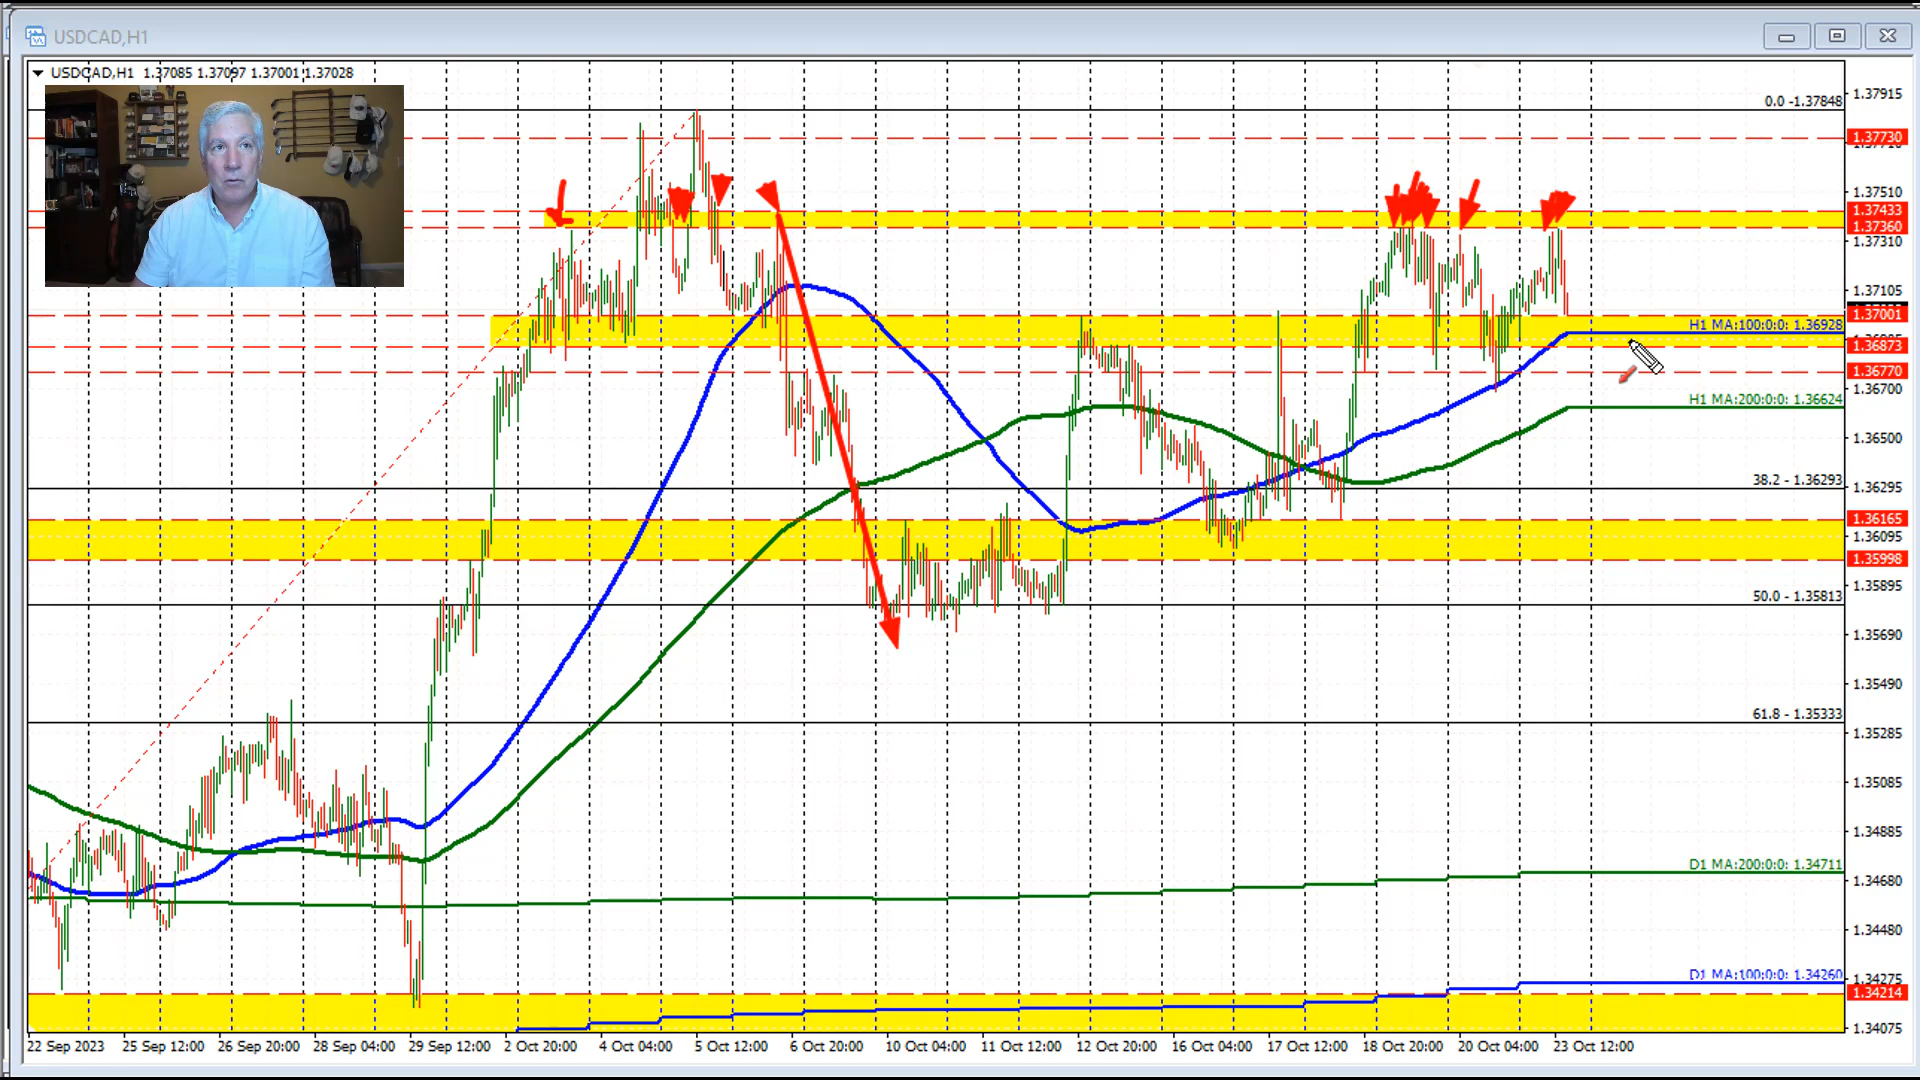 USDCAD,H1
USDCAD,H1 1.37085 1.37097 1.37001 1.37028
0.0 -1.37848
1.37915
1.37730
1.37510
1.37433
1.37360
1.37310
1.37105
1.37001
H1 MA:100:0:0: 1.36928
1.36873
1.36770
1.36700
H1 MA:200:0:0: 1.36624
1.36500
38.2 - 1.36293
1.36295
1.36165
1.36095
1.35998
1.35895
50.0 - 1.35813
1.35690
1.35490
61.8 - 1.35333
1.35285
1.35085
1.34885
D1 MA:200:0:0: 1.34711
1.34680
1.34480
D1 MA:100:0:0: 1.34260
1.34275
1.34214
1.34075
22 Sep 2023 25 Sep 12:00 26 Sep 20:00 28 Sep 04:00 29 Sep 12:00 2 Oct 20:00 4 Oct 04:00 5 Oct 12:00 6 Oct 20:00 10 Oct 04:00 11 Oct 12:00 12 Oct 20:00 16 Oct 04:00 17 Oct 12:00 18 Oct 20:00 20 Oct 04:00 23 Oct 12:00